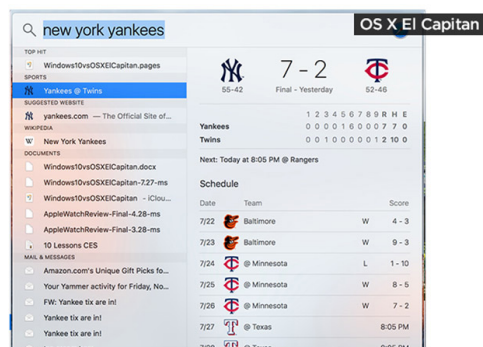 OS X El Capitan
new york yankees
TOP HIT
Windows10vsOSXElCapitan.pages
SPORTS
Yankees @ Twins
SUGGESTED WEBSITE
yankees.com — The Official Site of...
WIKIPEDIA
W New York Yankees
DOCUMENTS
Windows10vsOSXElCapitan.docx
Windows10vsOSXElCapitan-7.27-ms
Windows10vsOSXElCapitan - iClou...
AppleWatchReview-Final-4.28-ms
AppleWatchReview-Final-3.28-ms
10 Lessons CES
MAIL & MESSAGES
Amazon.com's Unique Gift Picks fo...
Your Yammer activity for Friday, No...
FW: Yankee tix are in!
Yankee tix are in!
Yankee tix are in!
7 - 2
55-42 Final - Yesterday 52-46
1 2 3 4 5 6 7 8 9 R H E
Yankees 0 0 0 0 1 6 0 0 0 7 7 0
Twins 0 0 1 0 0 0 0 0 1 2 10 0
Next: Today at 8:05 PM @ Rangers
Schedule
Date Team Score
7/22 Baltimore W 4 - 3
7/23 Baltimore W 9 - 3
7/24 @ Minnesota L 1 - 10
7/25 @ Minnesota W 8 - 5
7/26 @ Minnesota W 7 - 2
7/27 @ Texas 8:05 PM